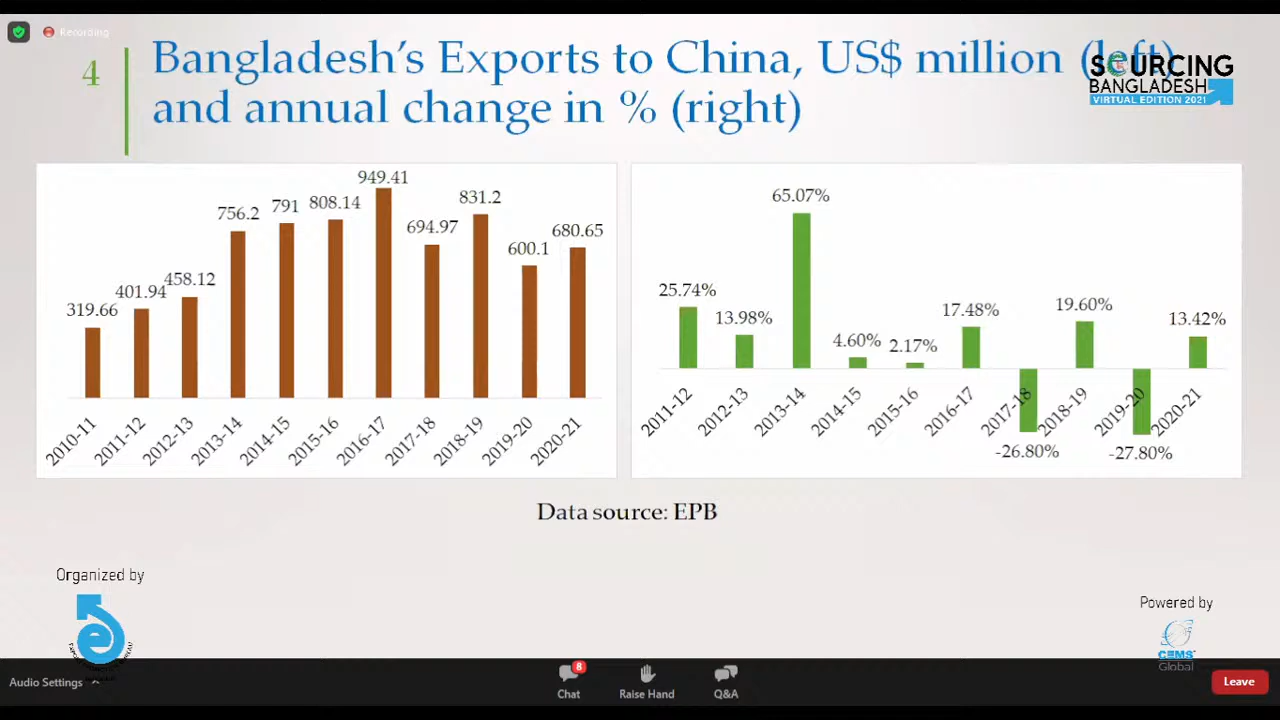 Recording
4
Bangladesh's Exports to China, US$ million (left)
and annual change in % (right)
SOURCING
BANGLADESH
VIRTUAL EDITION 2021
319.66
401.94
458.12
756.2
791
808.14
949.41
694.97
831.2
600.1
680.65
2010-11
2011-12
2012-13
2013-14
2014-15
2015-16
2016-17
2017-18
2018-19
2019-20
2020-21
25.74%
13.98%
65.07%
4.60%
2.17%
17.48%
-26.80%
19.60%
-27.80%
13.42%
2011-12
2012-13
2013-14
2014-15
2015-16
2016-17
2017-18
2018-19
2019-20
2020-21
Data source: EPB
Organized by
Powered by
CEMS
Global
Audio Settings
8
Chat
Raise Hand
Q&A
Leave